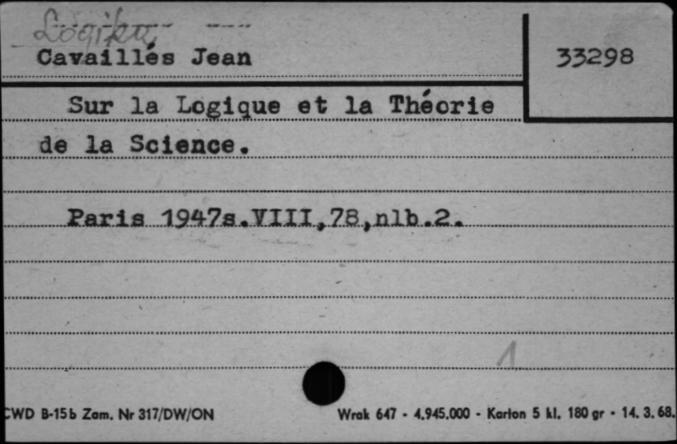 Logika
Cavaillés Jean
33298
Sur la Logique et la Théorie
de la Science.
Paris 1947s.VIII,78,nlb.2.
1
CWD B-15b Zam. Nr 317/DW/ON
Wrak 647 - 4.945.000 - Karton 5 kl. 180 gr - 14. 3. 68.